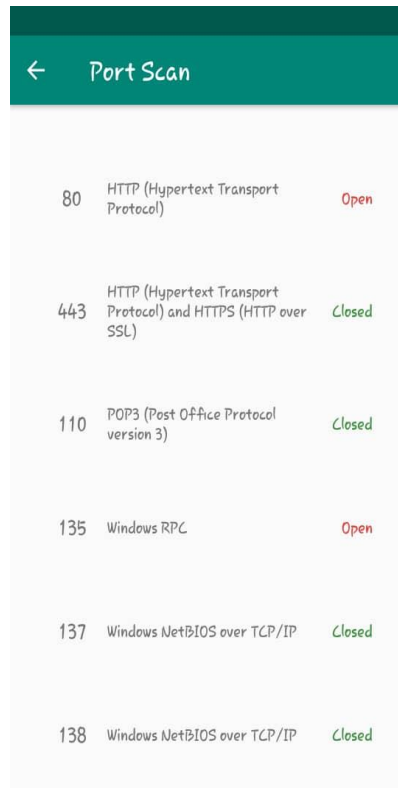 Port Scan
80 HTTP (Hypertext Transport Protocol) Open
443 HTTP (Hypertext Transport Protocol) and HTTPS (HTTP over SSL) Closed
110 POP3 (Post Office Protocol version 3) Closed
135 Windows RPC Open
137 Windows NetBIOS over TCP/IP Closed
138 Windows NetBIOS over TCP/IP Closed